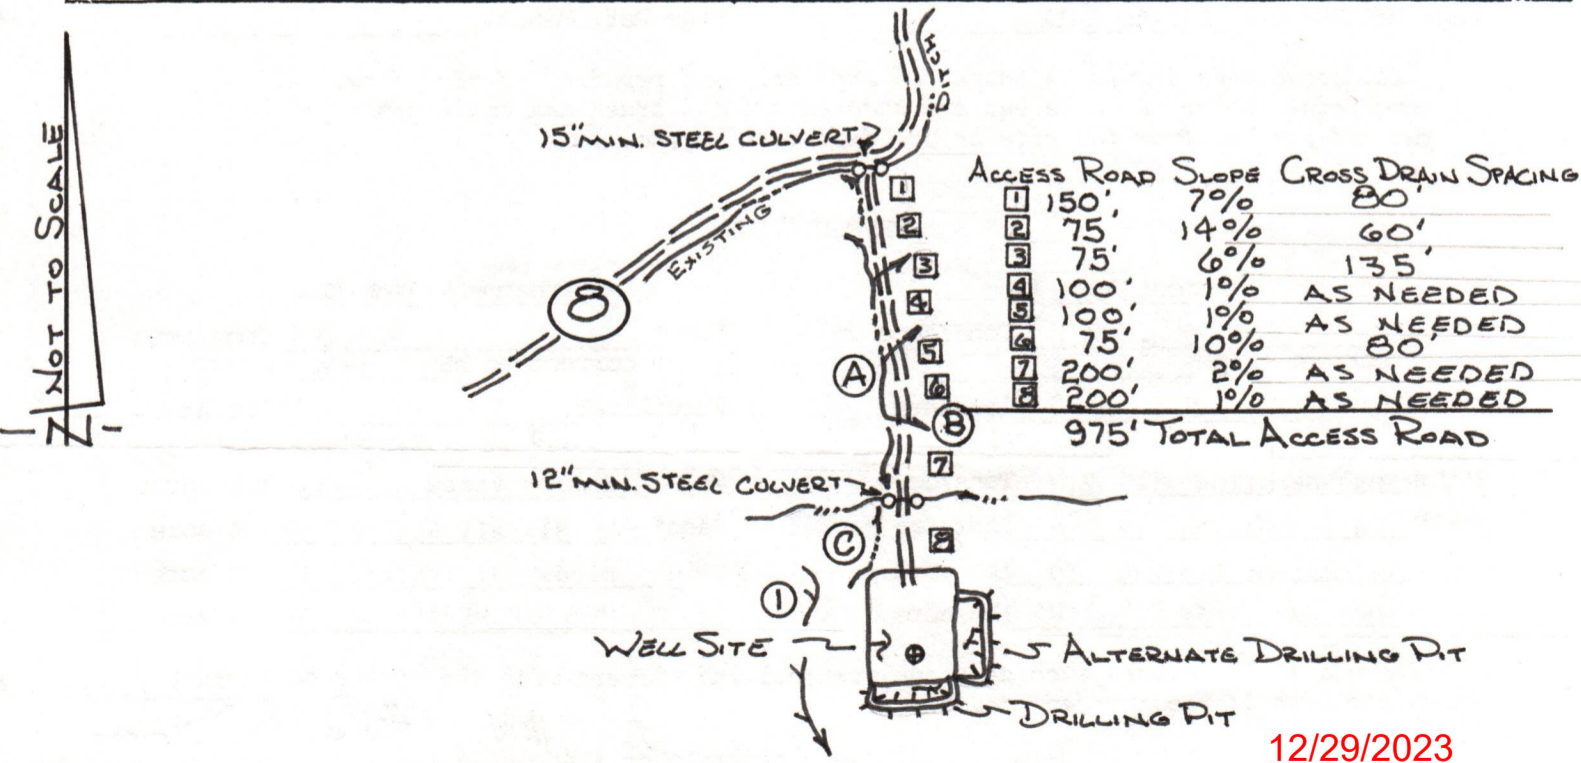 DITCH
15" MIN. STEEL CULVERT
ACCESS ROAD SLOPE CROSS DRAIN SPACING
1 150' 7% 80'
2 75' 14% 60'
3 75' 6% 135'
4 100' 1% AS NEEDED
5 100' 1% AS NEEDED
6 75' 10% 80'
7 200' 2% AS NEEDED
8 200' 1% AS NEEDED
975' TOTAL ACCESS ROAD
NOT TO SCALE
N
EXISTING
8
1
2
3
4
5
6
A
B
7
12" MIN. STEEL CULVERT
C
8
1
WELL SITE
ALTERNATE DRILLING PIT
DRILLING PIT
12/29/2023